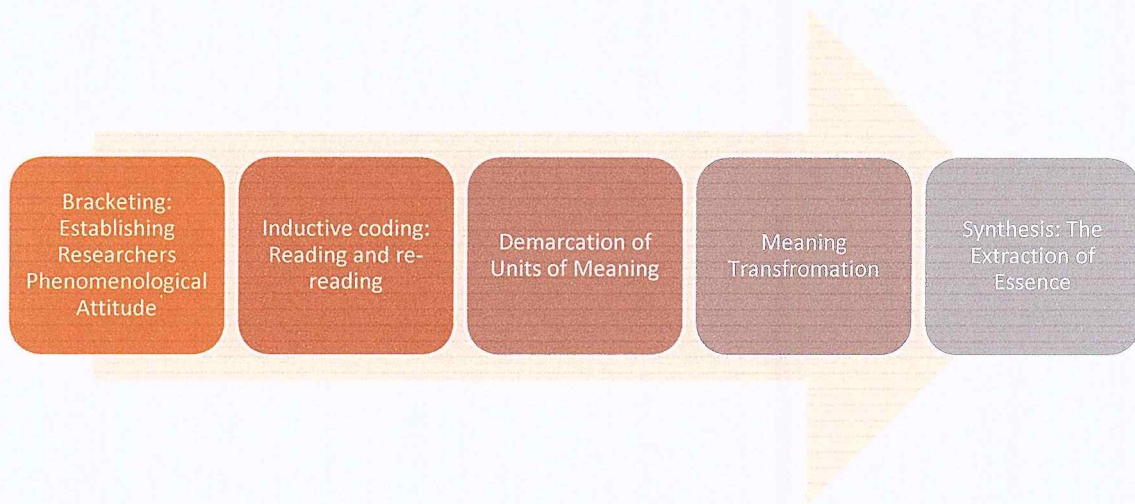 Bracketing:
Establishing
Researchers
Phenomenological
Attitude
Inductive coding:
Reading and re-
reading
Demarcation of
Units of Meaning
Meaning
Transfromation
Synthesis: The
Extraction of
Essence